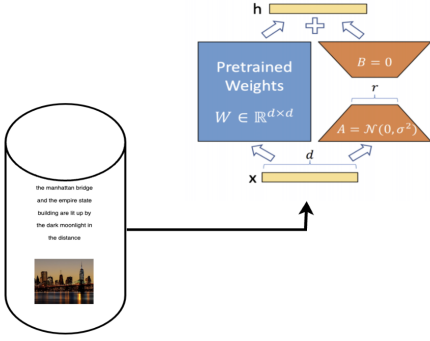 h
Pretrained
Weights
W ∈ ℝ^{d×d}
B = 0
r
A = 𝒩(0, σ²)
d
x
the manhattan bridge
and the empire state
building are lit up by
the dark moonlight in
the distance